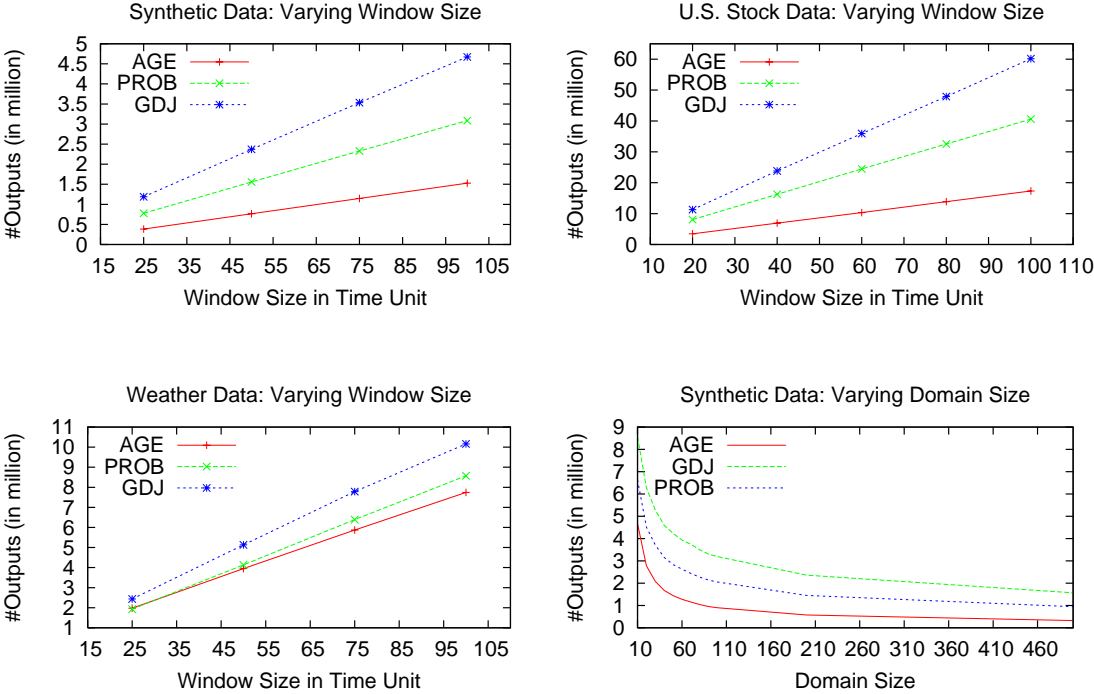 Synthetic Data: Varying Window Size
#Outputs (in million)
5
4.5
4
3.5
3
2.5
2
1.5
1
0.5
0
AGE
PROB
GDJ
15 25 35 45 55 65 75 85 95 105
Window Size in Time Unit
U.S. Stock Data: Varying Window Size
#Outputs (in million)
60
50
40
30
20
10
0
AGE
PROB
GDJ
10 20 30 40 50 60 70 80 90 100 110
Window Size in Time Unit
Weather Data: Varying Window Size
#Outputs (in million)
11
10
9
8
7
6
5
4
3
2
1
AGE
PROB
GDJ
15 25 35 45 55 65 75 85 95 105
Window Size in Time Unit
Synthetic Data: Varying Domain Size
#Outputs (in million)
9
8
7
6
5
4
3
2
1
0
AGE
GDJ
PROB
10 60 110 160 210 260 310 360 410 460
Domain Size